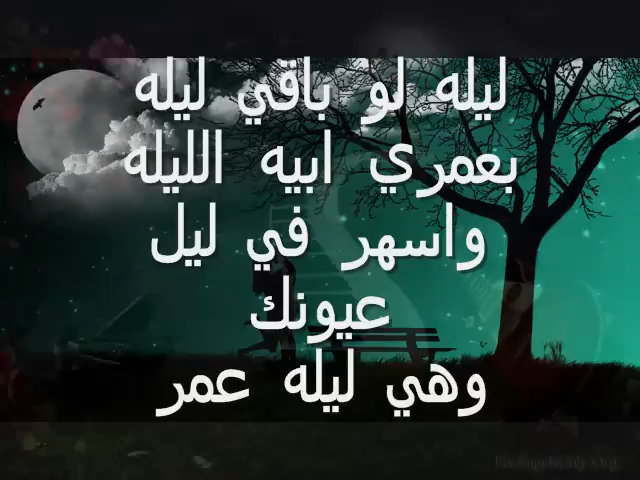 ليله لو باقي ليله
بعمري ابيه الليله
واسهر في ليل
عيونك
وهي ليله عمر